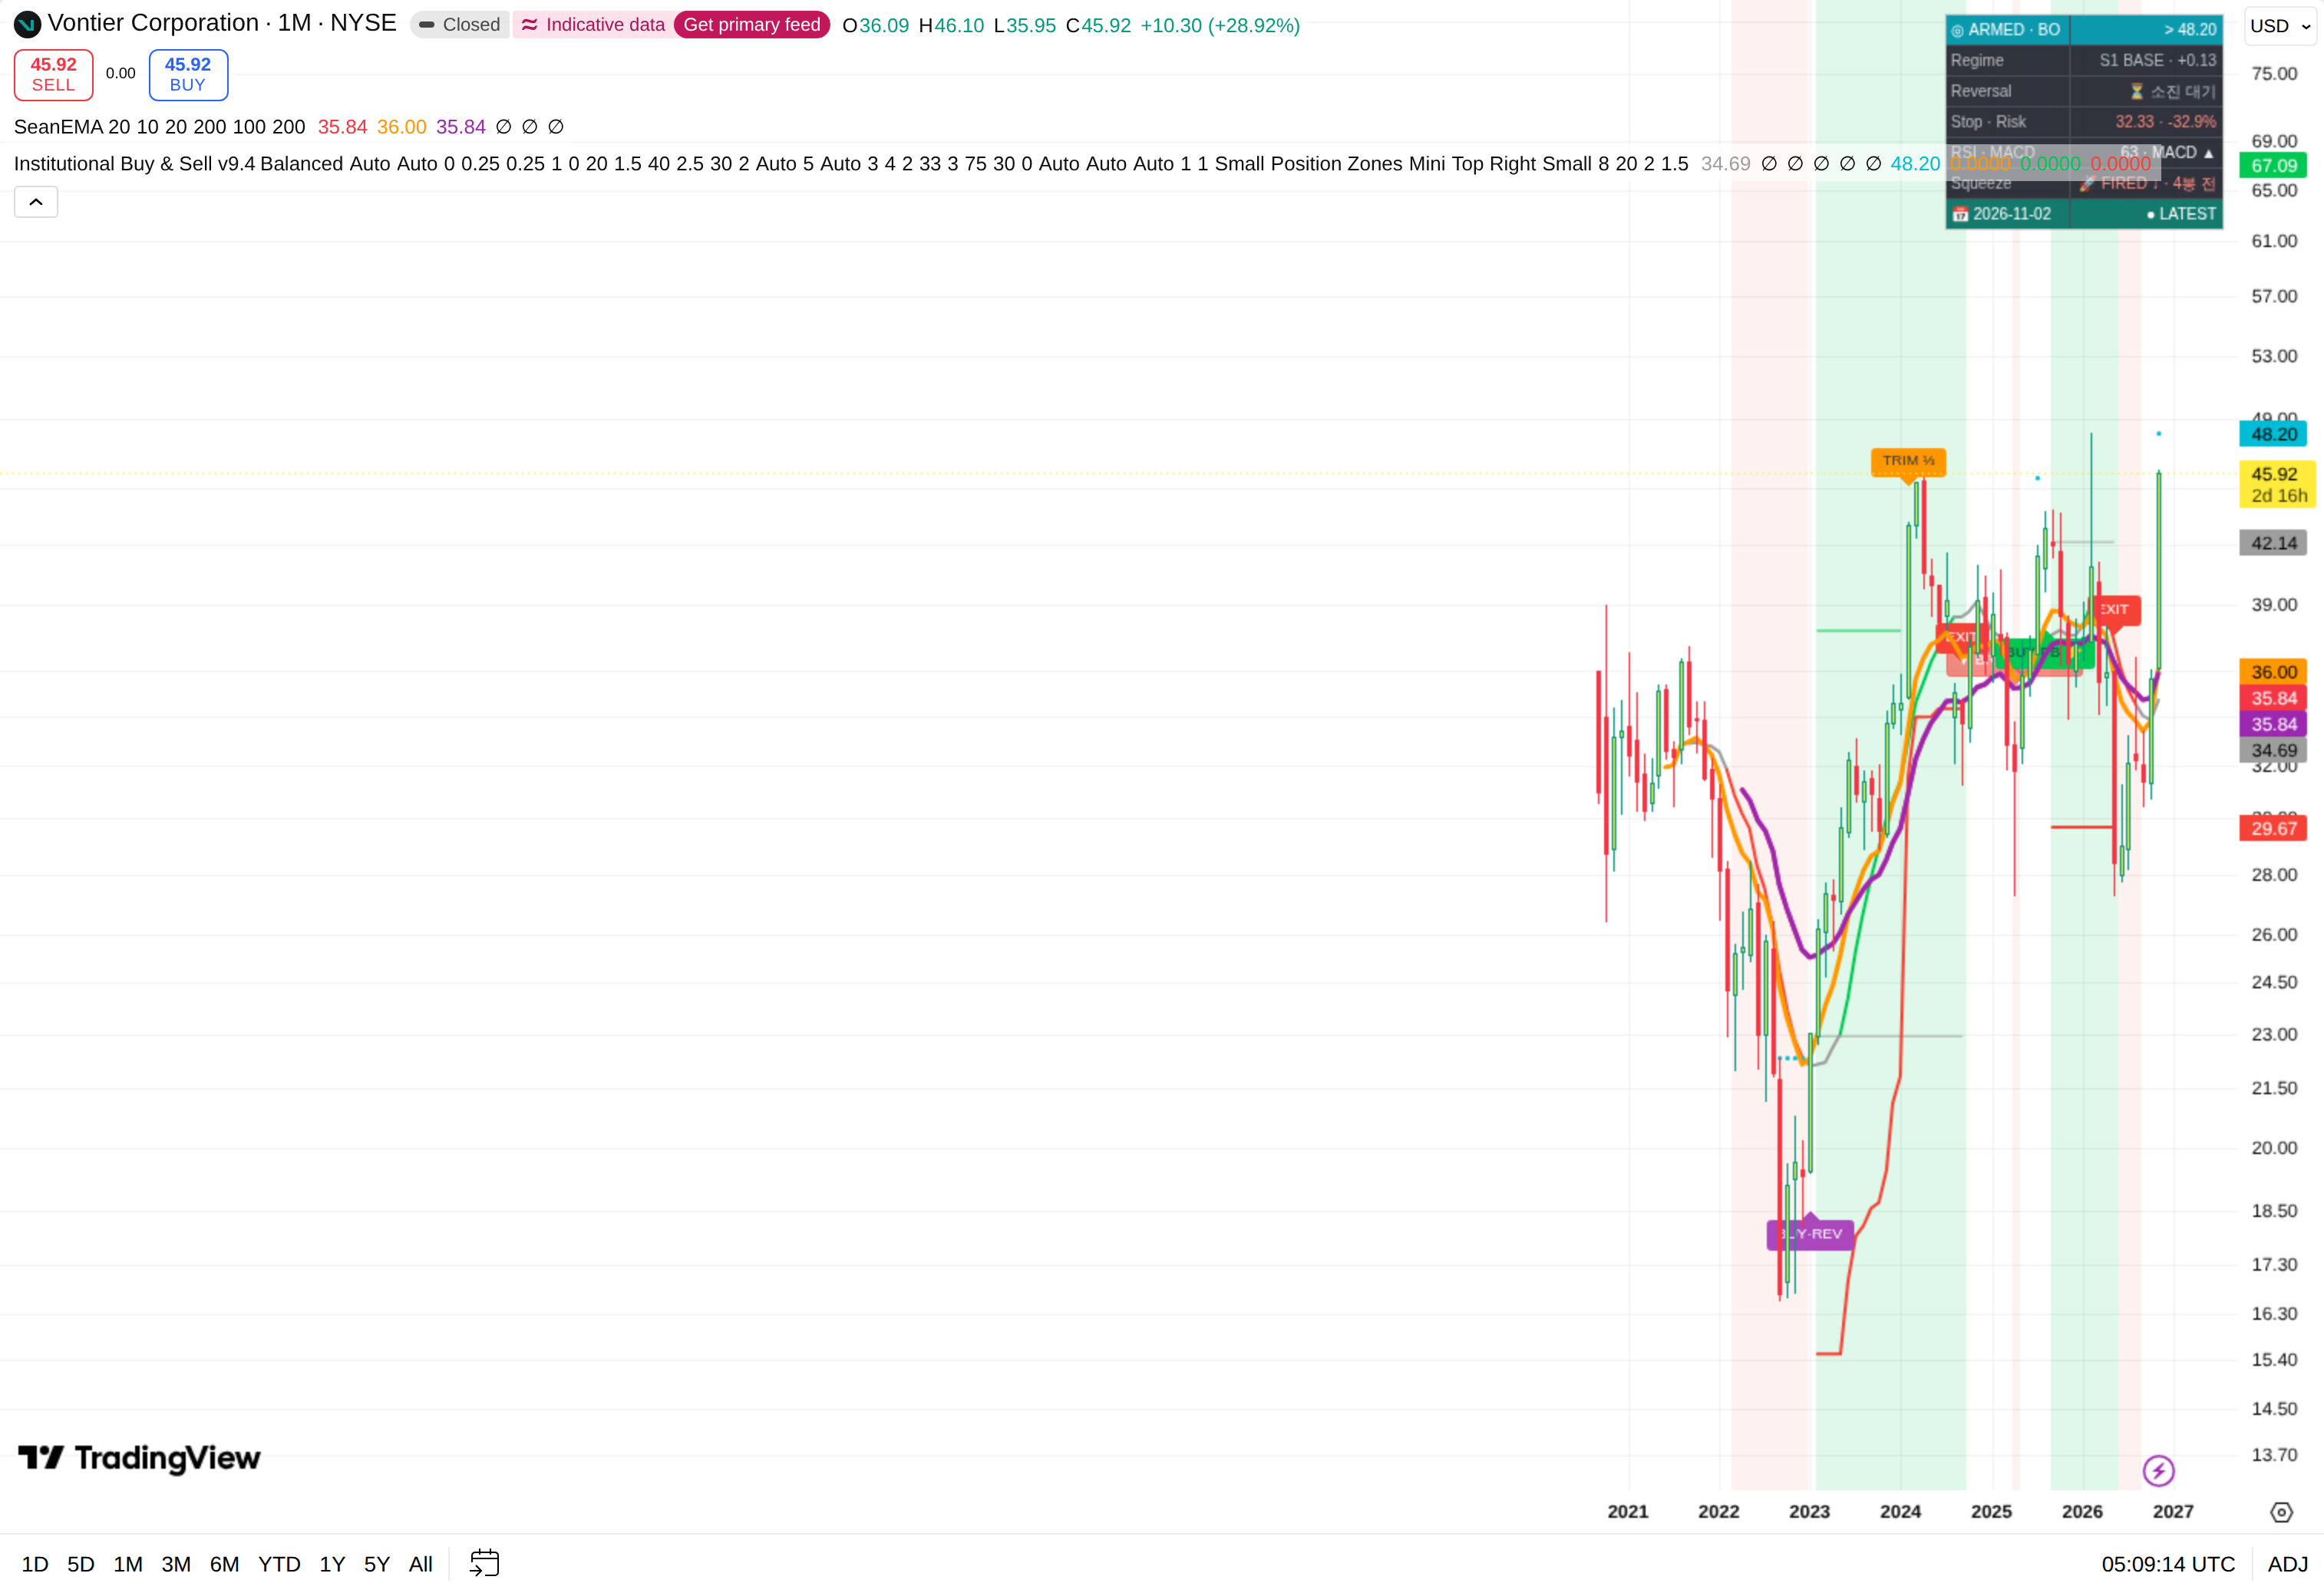 Vontier Corporation · 1M · NYSE Closed Indicative data Get primary feed O36.09 H46.10 L35.95 C45.92 +10.30 (+28.92%)
45.92 SELL
0.00
45.92 BUY
SeanEMA 20 10 20 200 100 200 35.84 36.00 35.84 ∅ ∅ ∅
Institutional Buy & Sell v9.4 Balanced Auto Auto 0 0.25 0.25 1 0 20 1.5 40 2.5 30 2 Auto 5 Auto 3 4 2 33 3 75 30 0 Auto Auto Auto 1 1 Small Position Zones Mini Top Right Small 8 20 2 1.5 34.69 ∅ ∅ ∅ ∅ ∅ 48.20 0.0000 0.0000 0.0000
◎ ARMED · BO > 48.20
Regime S1 BASE · +0.13
Reversal ⏳ 소진 대기
Stop · Risk 32.33 · -32.9%
RSI · MACD 63 · MACD ▲
Squeeze 🚀 FIRED ↓ · 4봉 전
📅 2026-11-02 ● LATEST
USD
75.00
69.00
67.09
65.00
61.00
57.00
53.00
49.00
48.20
45.92
2d 16h
42.14
39.00
36.00
35.84
35.84
34.69
32.00
29.67
28.00
26.00
24.50
23.00
21.50
20.00
18.50
17.30
16.30
15.40
14.50
13.70
TRIM ½
EXIT
EXIT
BUY-REV
TradingView
2021 2022 2023 2024 2025 2026 2027
1D 5D 1M 3M 6M YTD 1Y 5Y All
05:09:14 UTC ADJ